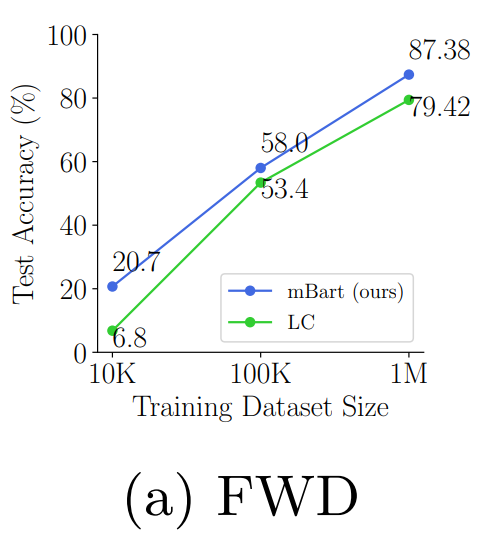 100
87.38
80
79.42
Test Accuracy (%)
60
58.0
53.4
40
20.7
20
mBart (ours)
LC
6.8
0
10K 100K 1M
Training Dataset Size
(a) FWD